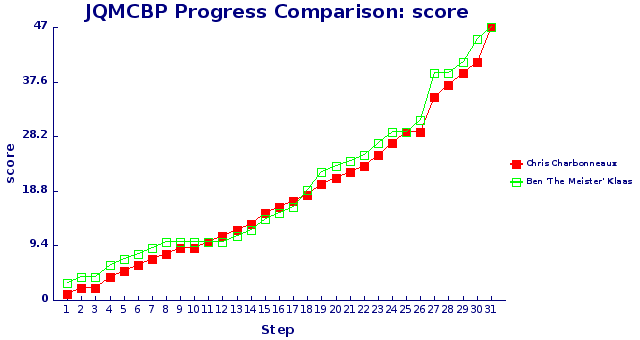 JQMCBP Progress Comparison: score
47
37.6
28.2
18.8
9.4
0
score
1 2 3 4 5 6 7 8 9 10 11 12 13 14 15 16 17 18 19 20 21 22 23 24 25 26 27 28 29 30 31
Step
Chris Charbonneaux
Ben 'The Meister' Klaas